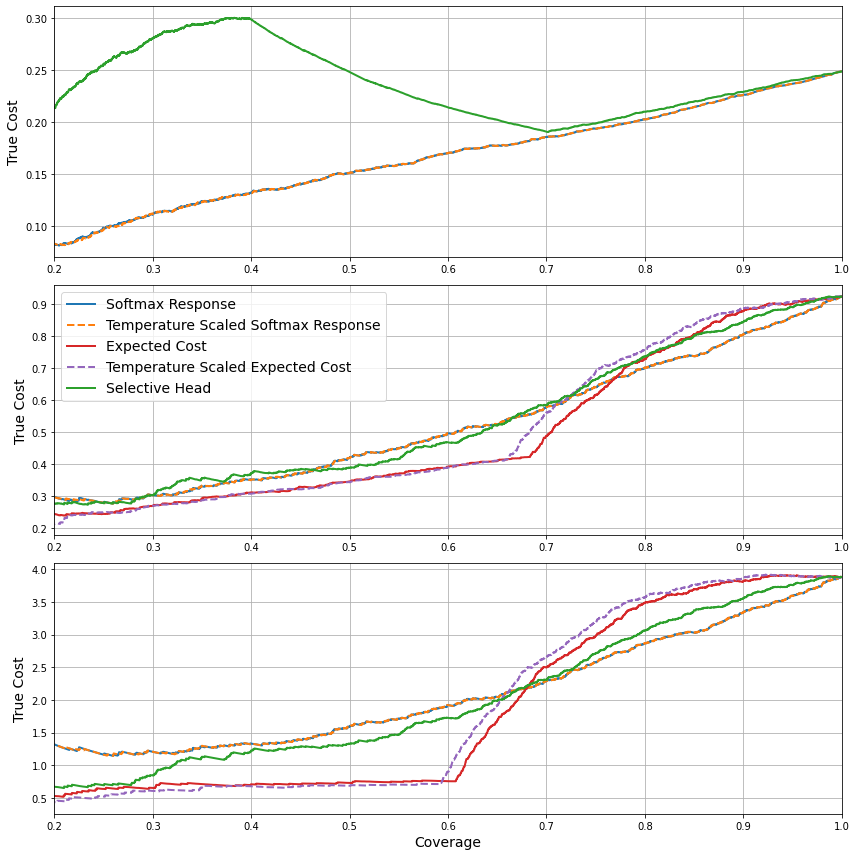 True Cost
0.30
0.25
0.20
0.15
0.10
0.2 0.3 0.4 0.5 0.6 0.7 0.8 0.9 1.0
True Cost
0.9
0.8
0.7
0.6
0.5
0.4
0.3
0.2
Softmax Response
Temperature Scaled Softmax Response
Expected Cost
Temperature Scaled Expected Cost
Selective Head
0.2 0.3 0.4 0.5 0.6 0.7 0.8 0.9 1.0
True Cost
4.0
3.5
3.0
2.5
2.0
1.5
1.0
0.5
0.2 0.3 0.4 0.5 0.6 0.7 0.8 0.9 1.0
Coverage